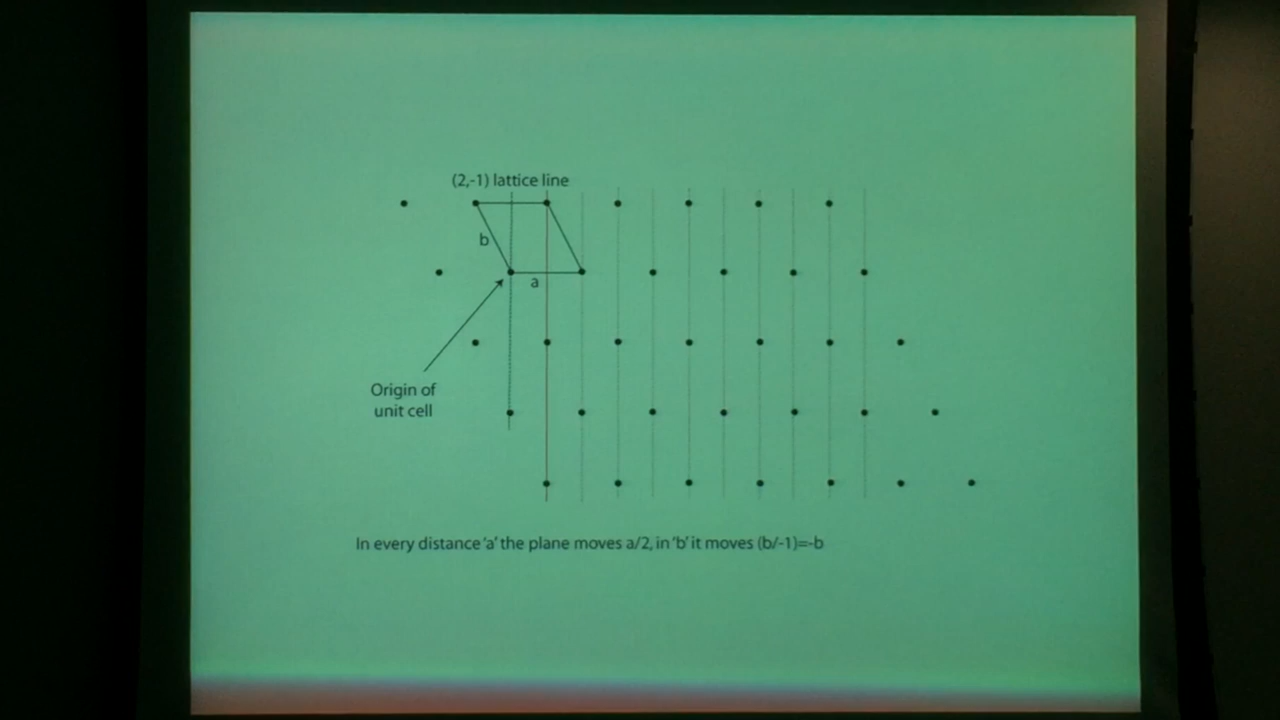 (2,-1) lattice line
b
a
Origin of
unit cell
In every distance 'a' the plane moves a/2, in 'b' it moves (b/-1)=-b